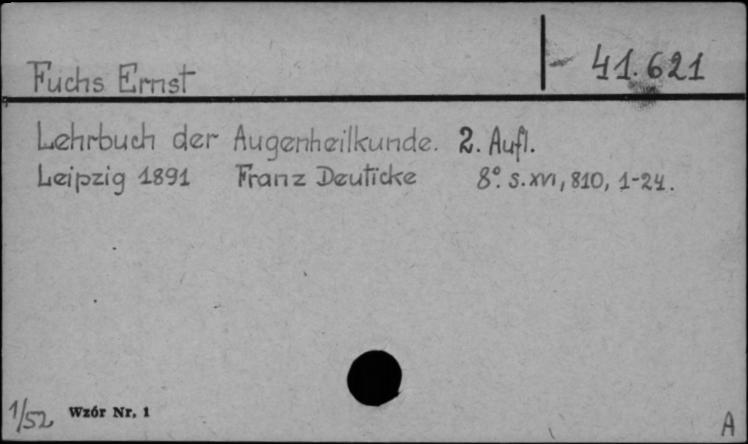 Fuchs Ernst
- 41.621
Lehrbuch der Augenheilkunde. 2. Aufl.
Leipzig 1891 Franz Deuticke 8° s. XVI, 810, 1-24.
1/52 Wzór Nr. 1
A